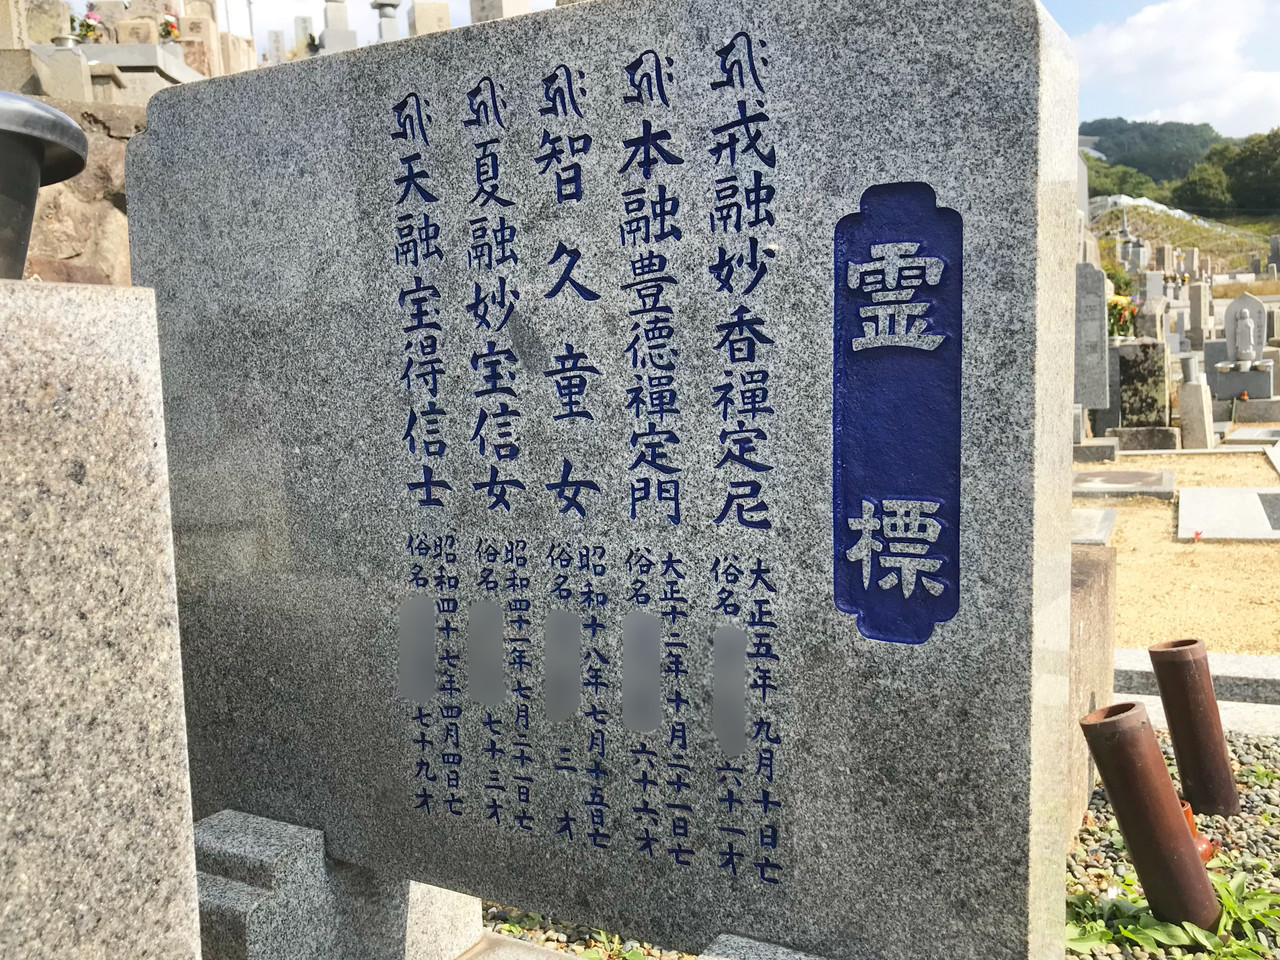 霊標
戒融妙香禅定尼
大正五年九月十日亡
俗名 六十一才
本融豊徳禅定門
大正十二年十月二十一日亡
俗名 六十六才
智久童女
昭和十八年七月十五日亡
俗名 三才
夏融妙宝信女
昭和四十一年七月二十一日亡
俗名 七十三才
天融宝得信士
昭和四十七年四月四日亡
俗名 七十九才